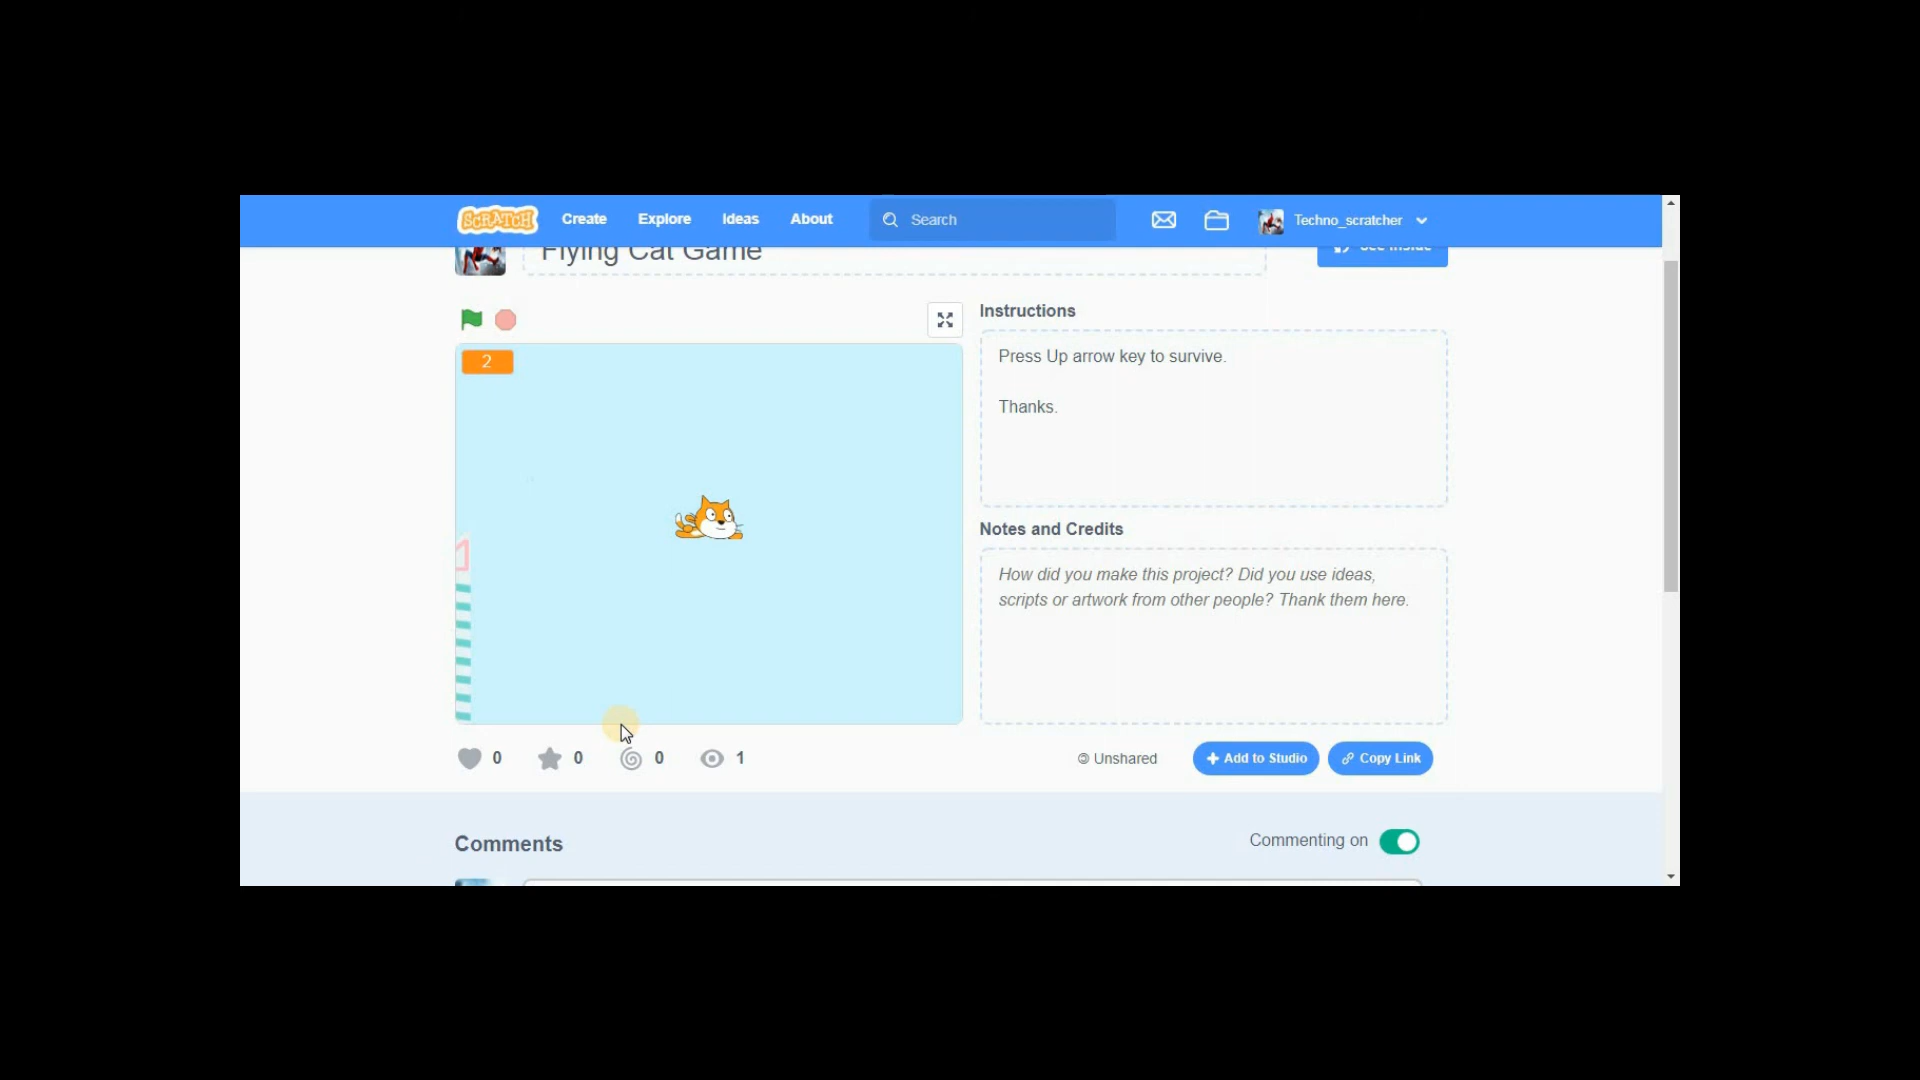 SCRATCH Create Explore Ideas About Search Techno_scratcher
Flying Cat Game
See inside
Instructions
2
Press Up arrow key to survive.
Thanks.
Notes and Credits
How did you make this project? Did you use ideas,
scripts or artwork from other people? Thank them here.
0 0 0 1 Unshared Add to Studio Copy Link
Comments Commenting on